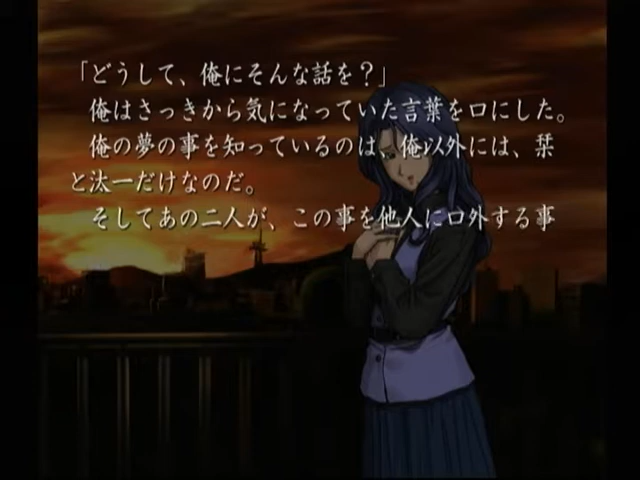 「どうして、俺にそんな話を？」
俺はさっきから気になっていた言葉を口にした。
俺の夢の事を知っているのは、俺以外には、栞
と汰一だけなのだ。
そしてあの二人が、この事を他人に口外する事